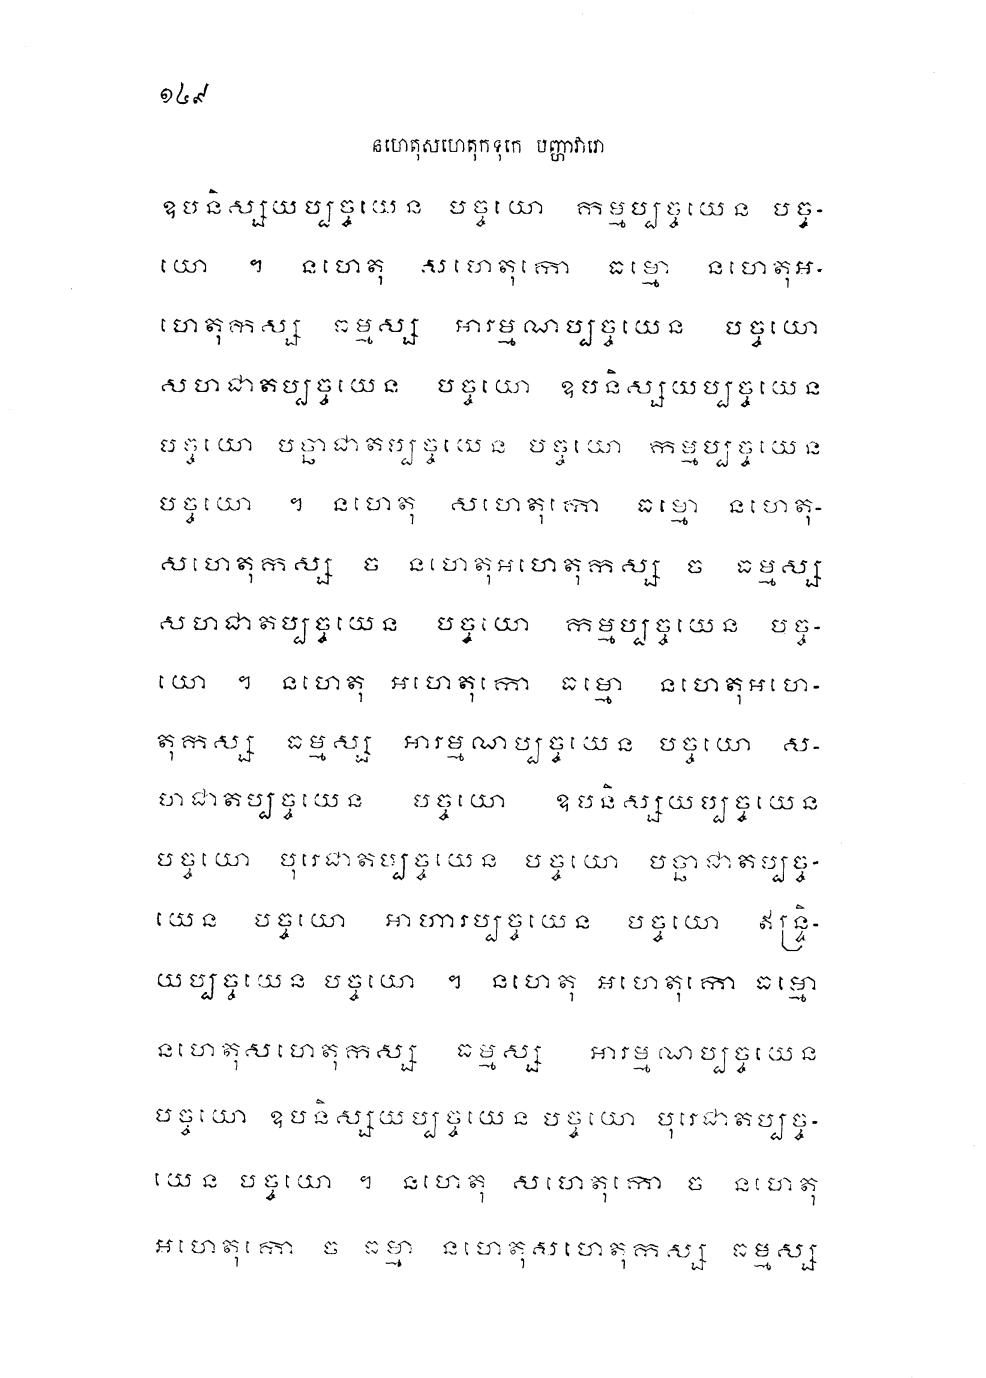 ១៤៩
នហេតុសហេតុកទុកេ បញ្ហាវារោ
ឧបនិស្សយប្បច្ចយេន បច្ចយោ កម្មប្បច្ចយេន បច្ច-
យោ ។ នហេតុ សហេតុកោ ធម្មោ នហេតុអ-
ហេតុកស្ស ធម្មស្ស អារម្មណប្បច្ចយេន បច្ចយោ
សហជាតប្បច្ចយេន បច្ចយោ ឧបនិស្សយប្បច្ចយេន
បច្ចយោ បច្ឆាជាតប្បច្ចយេន បច្ចយោ កម្មប្បច្ចយេន
បច្ចយោ ។ នហេតុ សហេតុកោ ធម្មោ នហេតុ-
សហេតុកស្ស ច នហេតុអហេតុកស្ស ច ធម្មស្ស
សហជាតប្បច្ចយេន បច្ចយោ កម្មប្បច្ចយេន បច្ច-
យោ ។ នហេតុ អហេតុកោ ធម្មោ នហេតុអហេ-
តុកស្ស ធម្មស្ស អារម្មណប្បច្ចយេន បច្ចយោ ស-
ហជាតប្បច្ចយេន បច្ចយោ ឧបនិស្សយប្បច្ចយេន
បច្ចយោ បុរេជាតប្បច្ចយេន បច្ចយោ បច្ឆាជាតប្បច្ច-
យេន បច្ចយោ អាហារប្បច្ចយេន បច្ចយោ ឥន្ទ្រិ-
យប្បច្ចយេន បច្ចយោ ។ នហេតុ អហេតុកោ ធម្មោ
នហេតុសហេតុកស្ស ធម្មស្ស អារម្មណប្បច្ចយេន
បច្ចយោ ឧបនិស្សយប្បច្ចយេន បច្ចយោ បុរេជាតប្បច្ច-
យេន បច្ចយោ ។ នហេតុ សហេតុកោ ច នហេតុ
អហេតុកោ ច ធម្មា នហេតុសហេតុកស្ស ធម្មស្ស